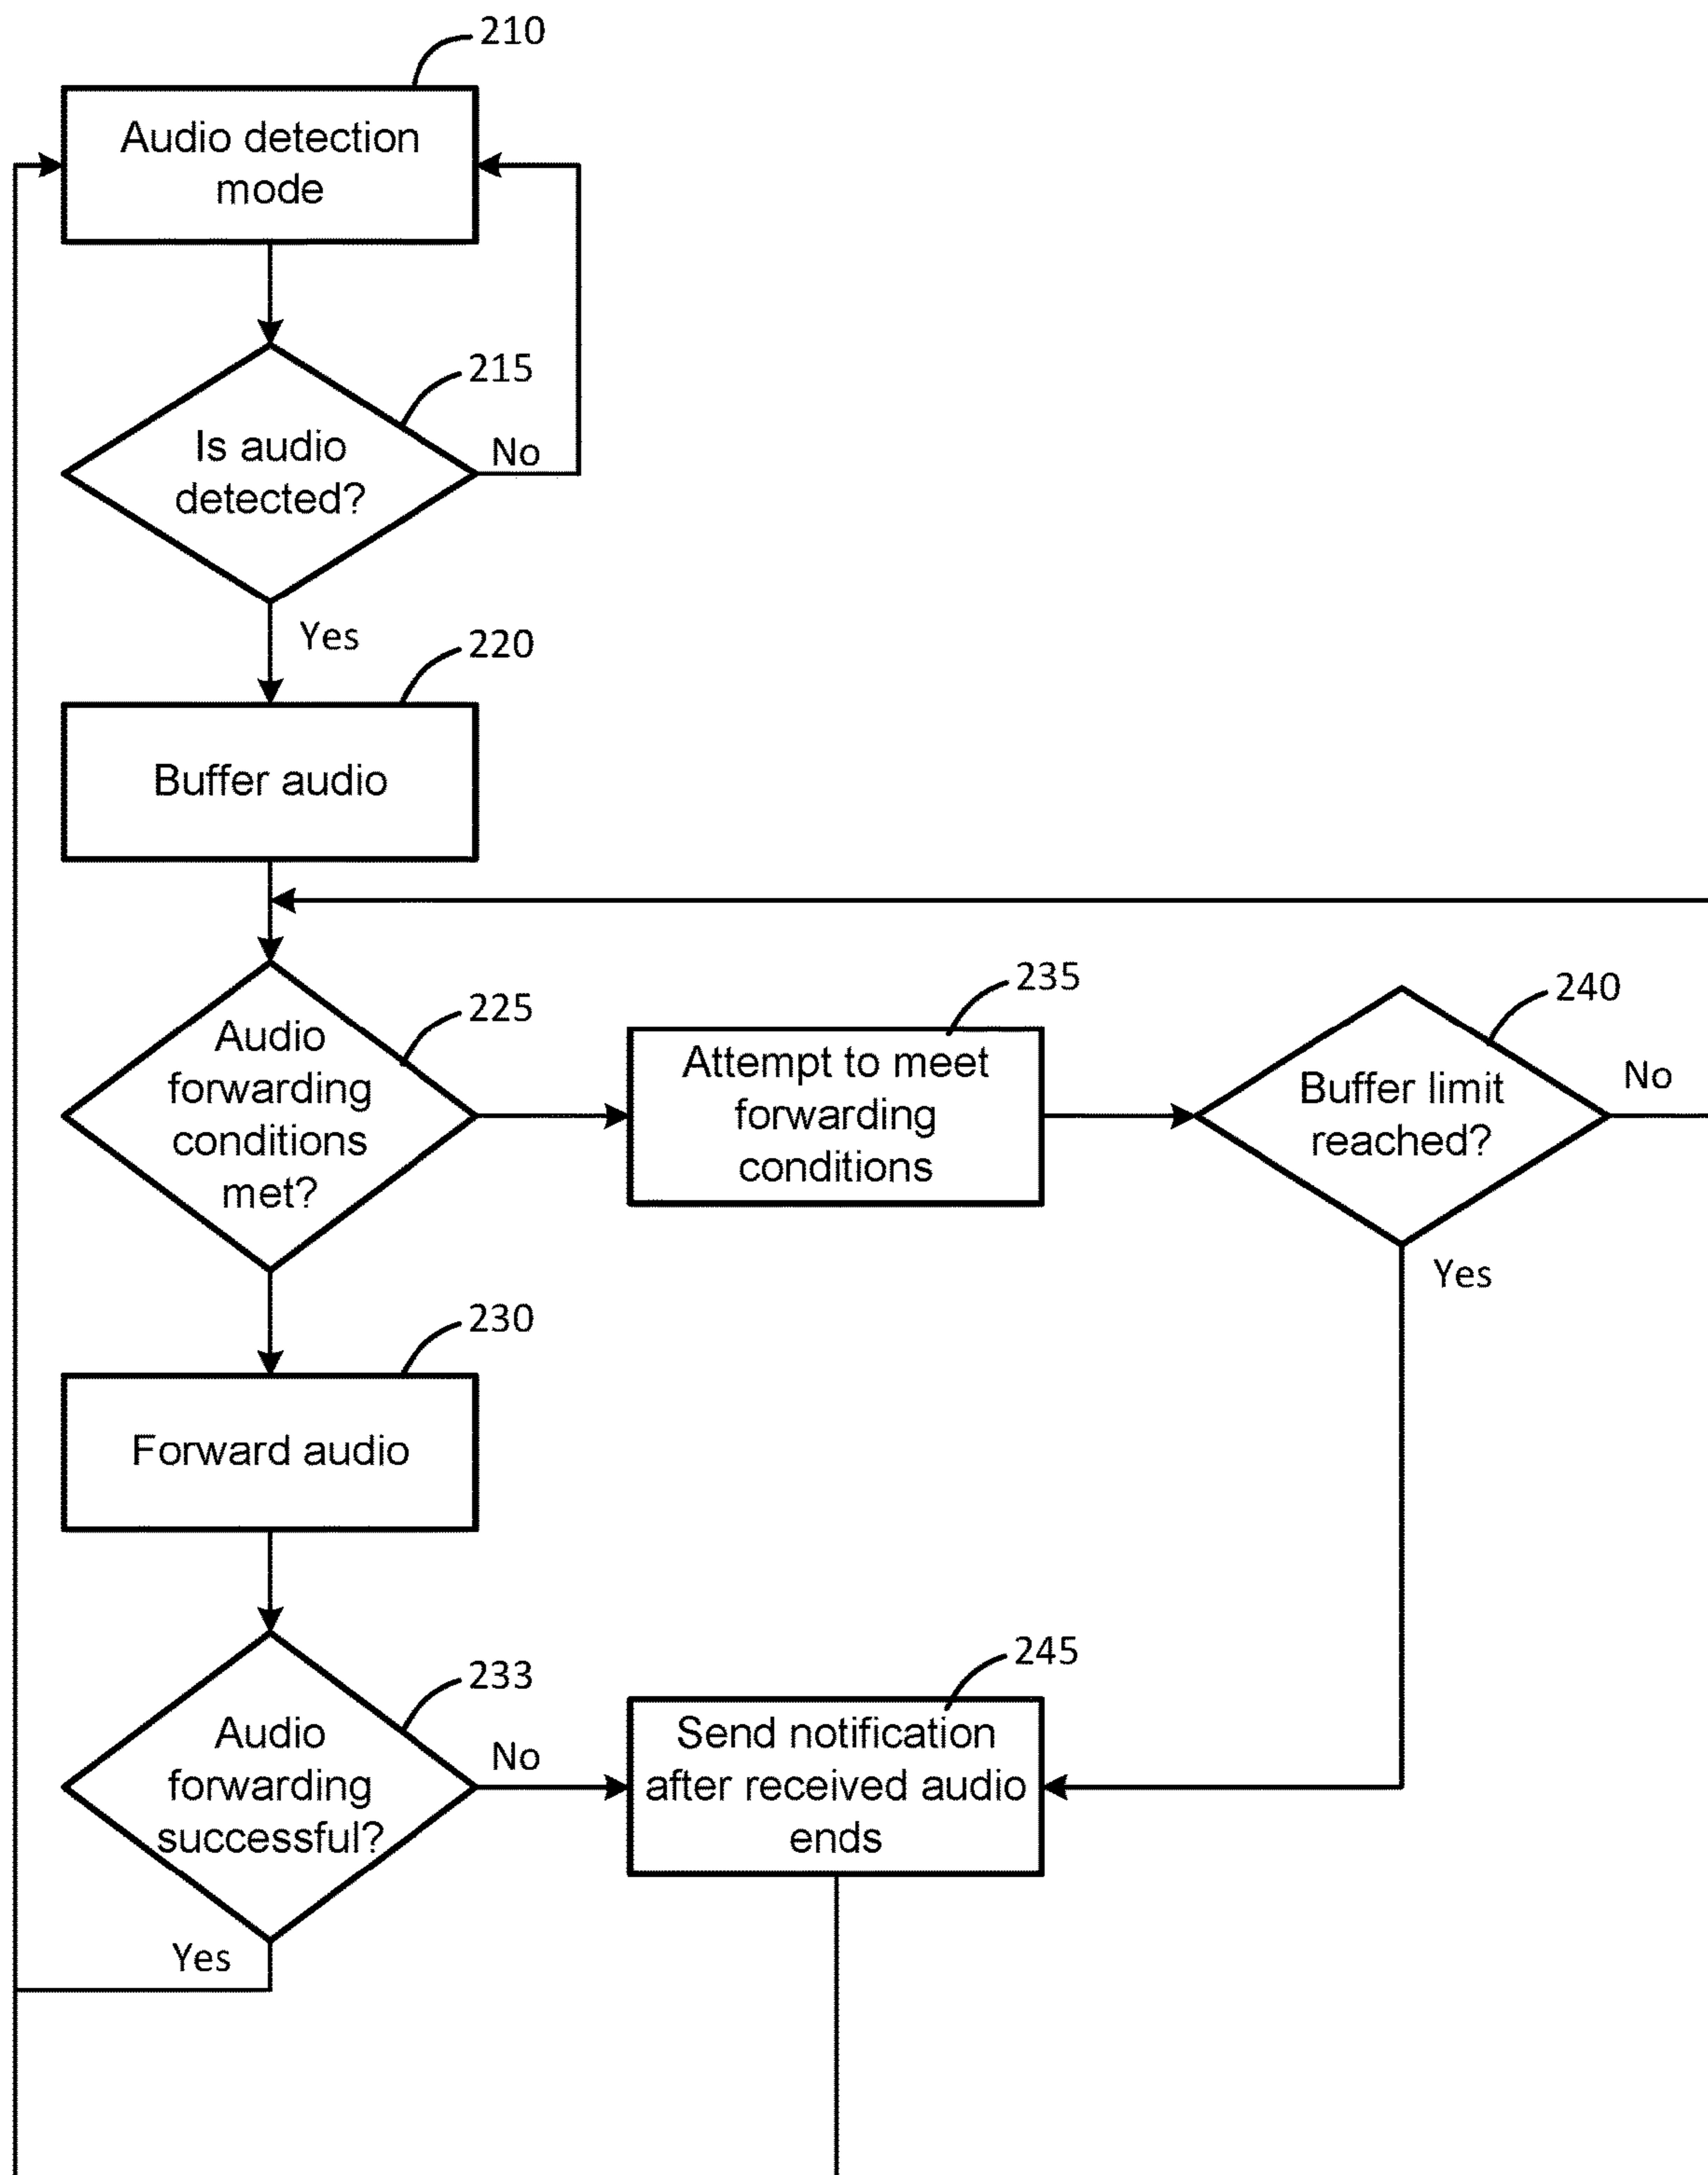 210
Audio detection
mode
215
Is audio
detected?
No
Yes
220
Buffer audio
225
Audio
forwarding
conditions
met?
235
Attempt to meet
forwarding
conditions
240
Buffer limit
reached?
No
Yes
230
Forward audio
233
Audio
forwarding
successful?
No
Yes
245
Send notification
after received audio
ends